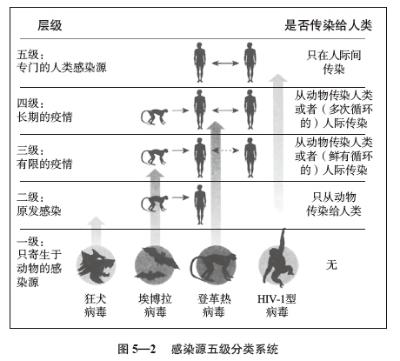 层级
是否传染给人类
五级：
专门的人类感染源
只在人际间
传染
四级：
长期的疫情
从动物传染人类
或者（多次循环
的）人际传染
三级：
有限的疫情
从动物传染人类
或者（鲜有循环
的）人际传染
二级：
原发感染
只从动物
传染给人类
一级：
只寄生于
动物的感
染源
无
狂犬
病毒
埃博拉
病毒
登革热
病毒
HIV-1型
病毒
图 5—2 感染源五级分类系统